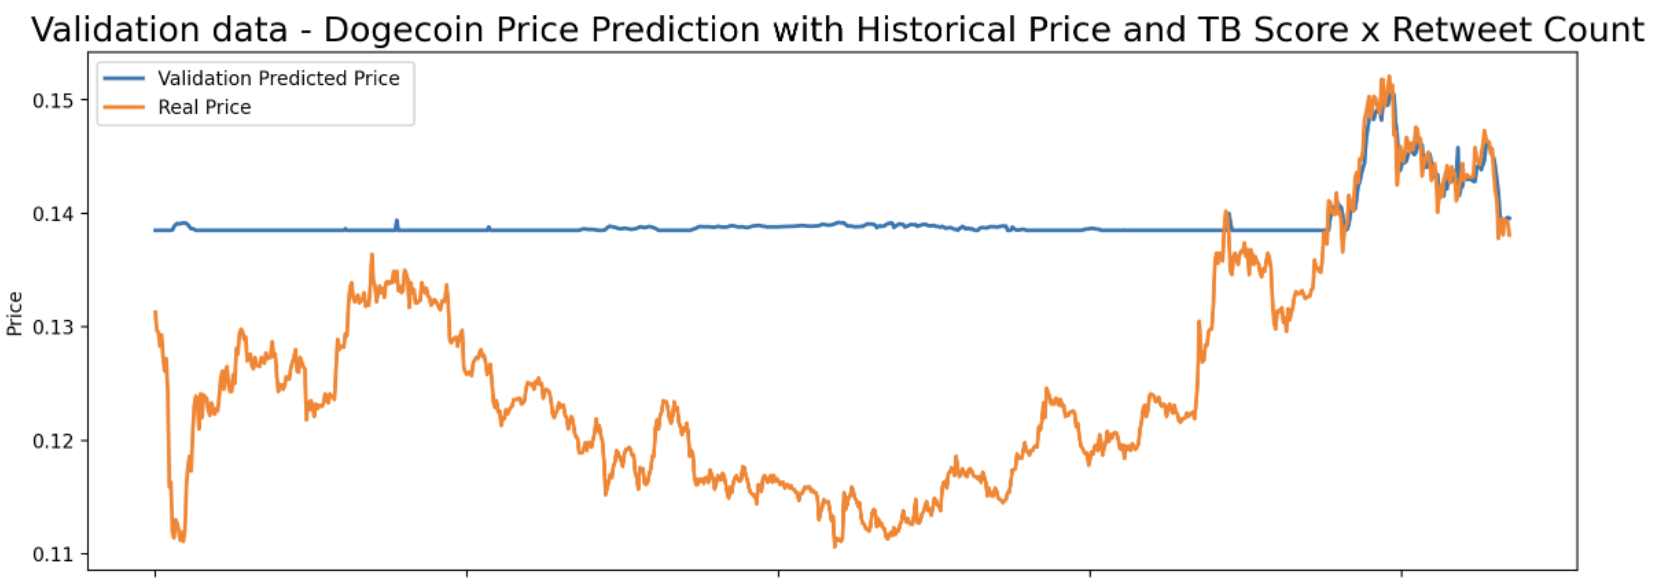 Validation data - Dogecoin Price Prediction with Historical Price and TB Score x Retweet Count
Validation Predicted Price
Real Price
0.15
0.14
0.13
0.12
0.11
Price